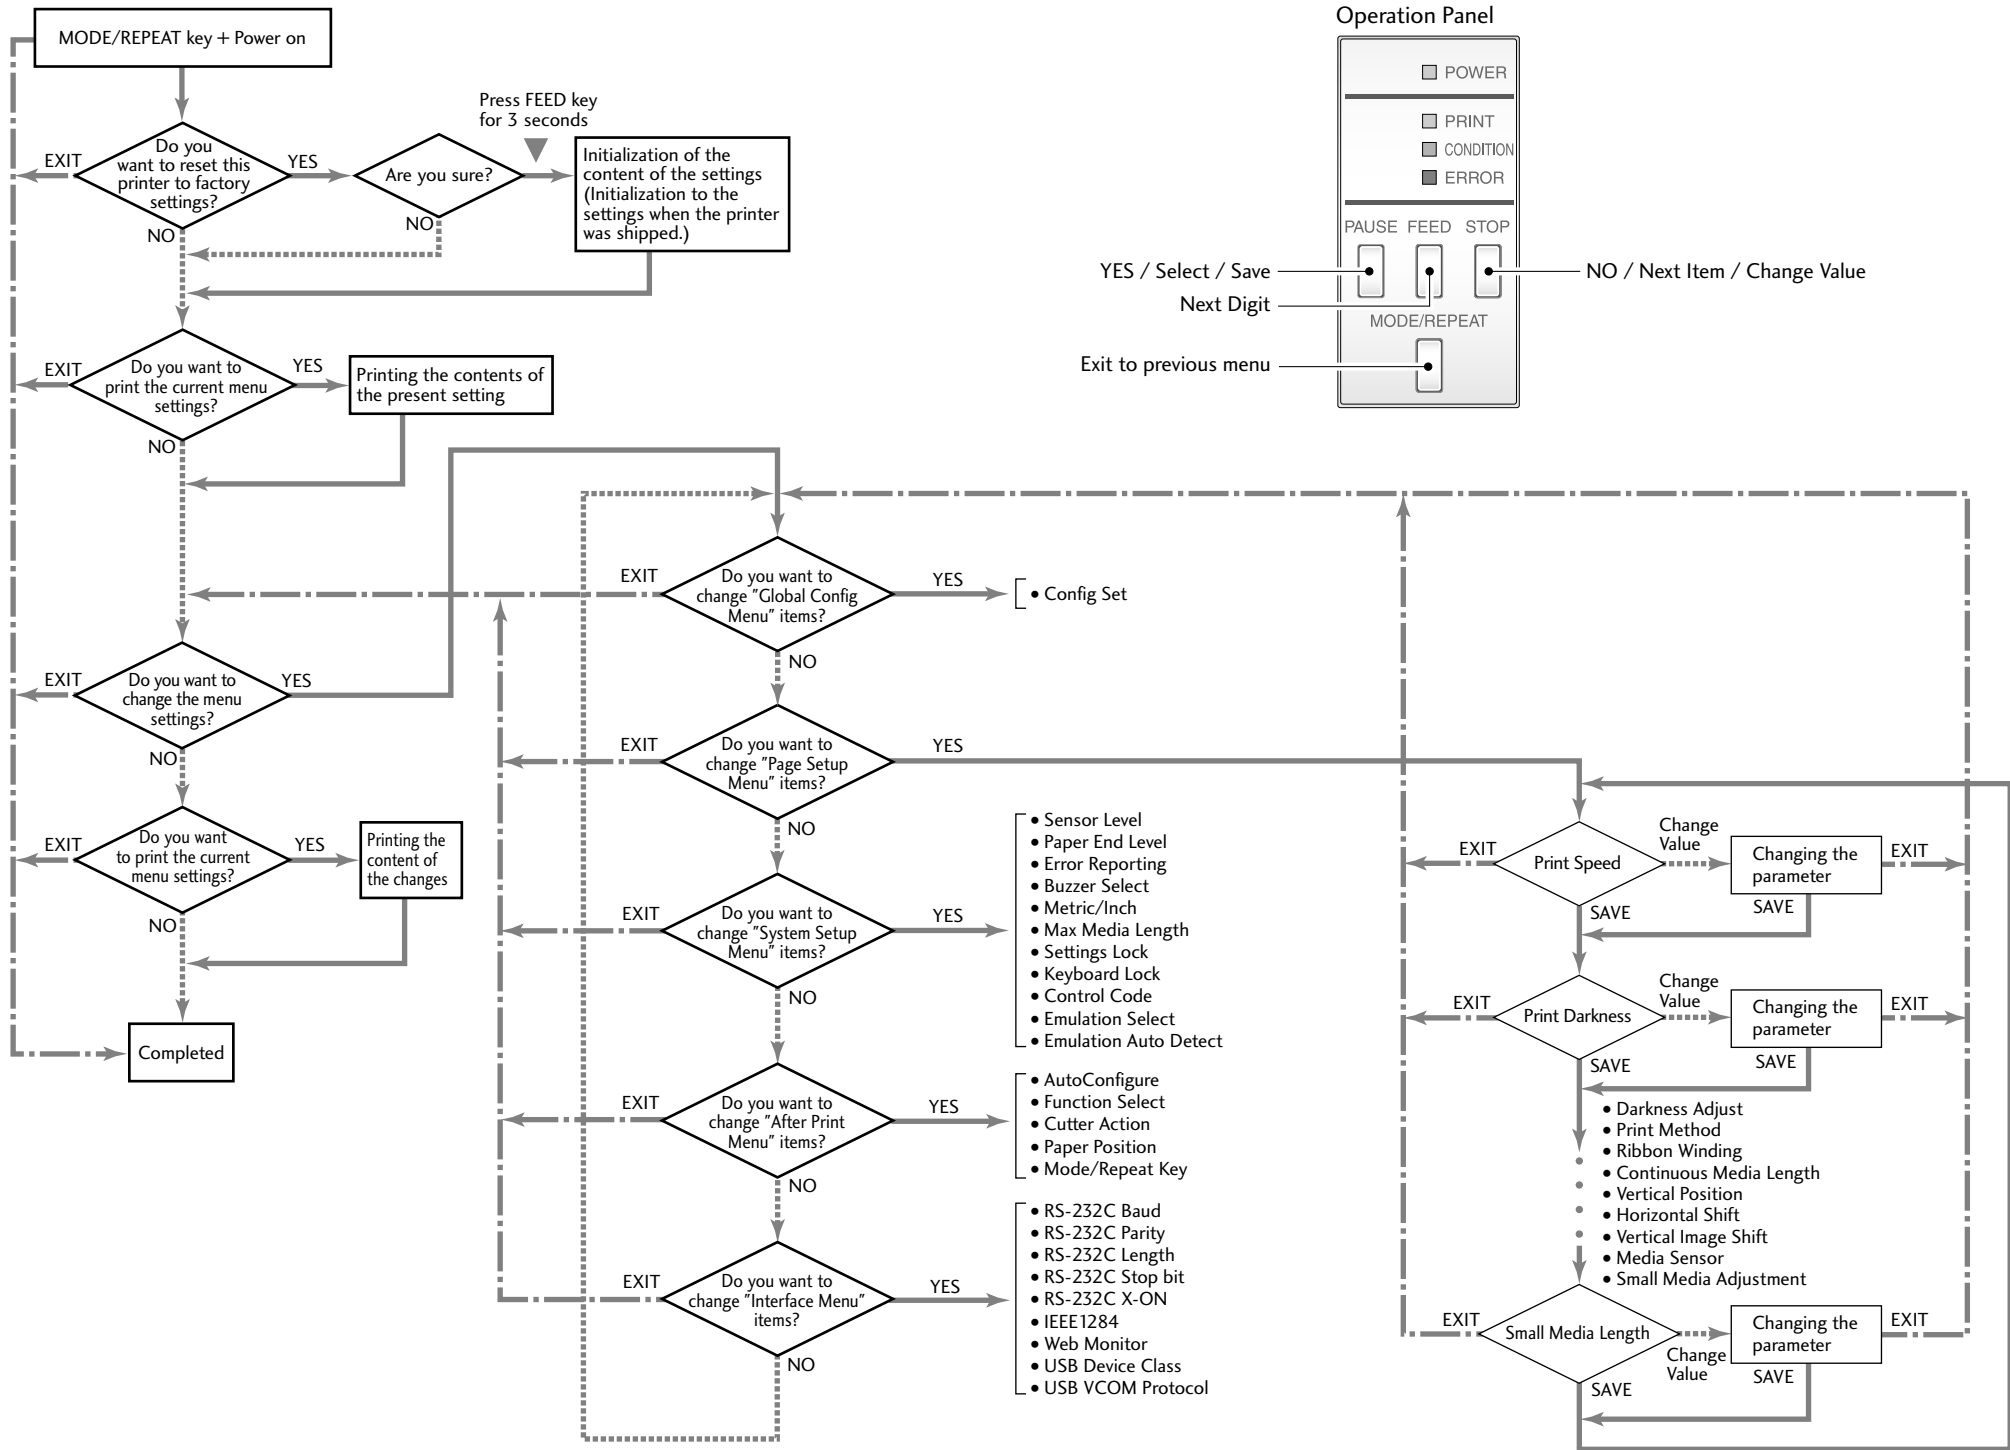 Operation Panel
MODE/REPEAT key + Power on
POWER
PRINT
CONDITION
ERROR
PAUSE FEED STOP
YES / Select / Save
NO / Next Item / Change Value
Next Digit
MODE/REPEAT
Exit to previous menu
Press FEED key
for 3 seconds
EXIT
Do you
want to reset this
printer to factory
settings?
YES
Are you sure?
Initialization of the
content of the settings
(Initialization to the
settings when the printer
was shipped.)
NO
NO
EXIT
Do you want to
print the current menu
settings?
YES
Printing the contents of
the present setting
NO
EXIT
Do you want to
change the menu
settings?
YES
NO
EXIT
Do you want
to print the current
menu settings?
YES
Printing the
content of
the changes
NO
Completed
EXIT
Do you want to
change "Global Config
Menu" items?
YES
• Config Set
NO
EXIT
Do you want to
change "Page Setup
Menu" items?
YES
NO
EXIT
Do you want to
change "System Setup
Menu" items?
YES
• Sensor Level
• Paper End Level
• Error Reporting
• Buzzer Select
• Metric/Inch
• Max Media Length
• Settings Lock
• Keyboard Lock
• Control Code
• Emulation Select
• Emulation Auto Detect
NO
EXIT
Do you want to
change "After Print
Menu" items?
YES
• AutoConfigure
• Function Select
• Cutter Action
• Paper Position
• Mode/Repeat Key
NO
EXIT
Do you want to
change "Interface Menu"
items?
YES
• RS-232C Baud
• RS-232C Parity
• RS-232C Length
• RS-232C Stop bit
• RS-232C X-ON
• IEEE1284
• Web Monitor
• USB Device Class
• USB VCOM Protocol
NO
EXIT
Print Speed
Change
Value
Changing the
parameter
EXIT
SAVE
SAVE
EXIT
Print Darkness
Change
Value
Changing the
parameter
EXIT
SAVE
SAVE
• Darkness Adjust
• Print Method
• Ribbon Winding
• Continuous Media Length
• Vertical Position
• Horizontal Shift
• Vertical Image Shift
• Media Sensor
• Small Media Adjustment
EXIT
Small Media Length
Change
Value
Changing the
parameter
EXIT
SAVE
SAVE